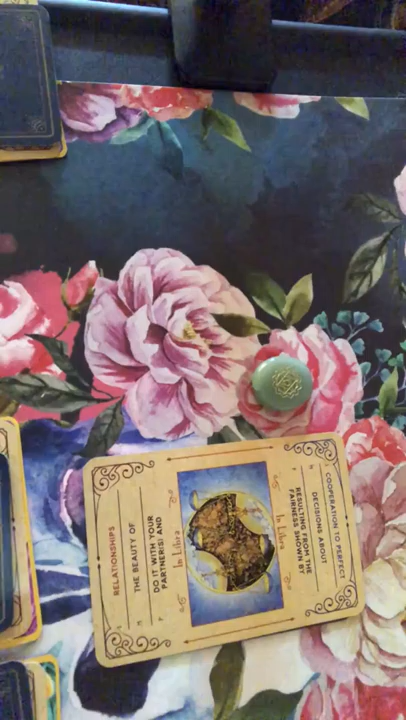 COOPERATION TO PERFECT
DECISIONS ABOUT
RESULTING FROM THE
FAIRNESS SHOWN BY
In Libra
In Libra
DO IT WITH YOUR
PARTNER(S) AND
THE BEAUTY OF
RELATIONSHIPS